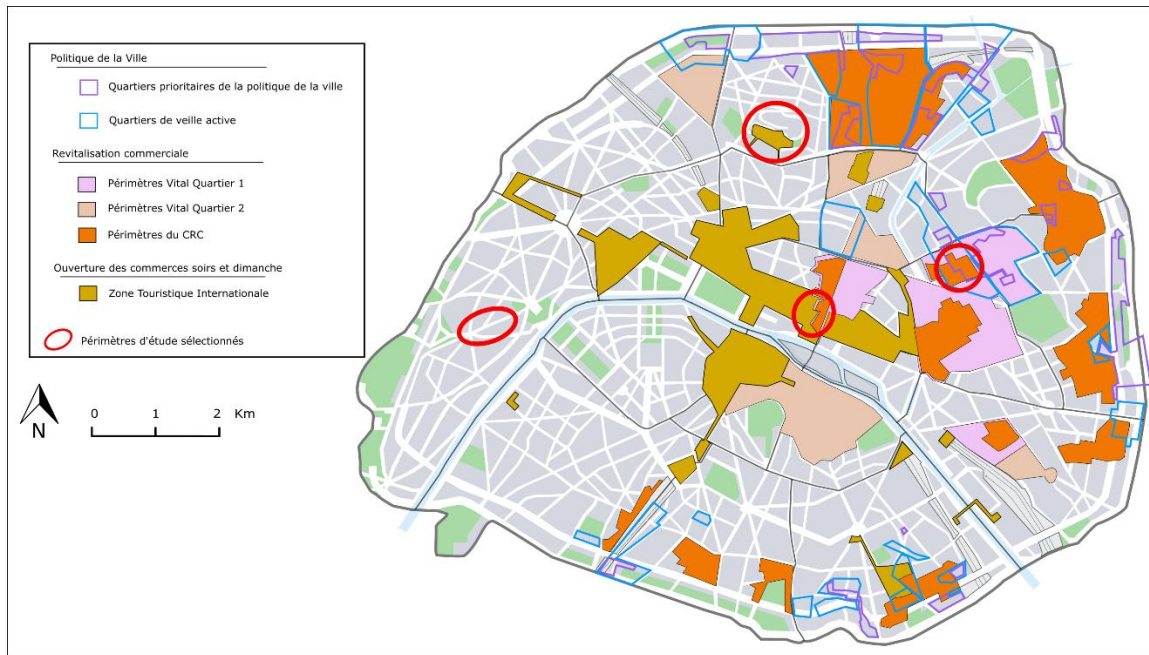 Politique de la Ville
Quartiers prioritaires de la politique de la ville
Quartiers de veille active
Revitalisation commerciale
Périmètres Vital Quartier 1
Périmètres Vital Quartier 2
Périmètres du CRC
Ouverture des commerces soirs et dimanche
Zone Touristique Internationale
Périmètres d'étude sélectionnés
N
0 1 2 Km